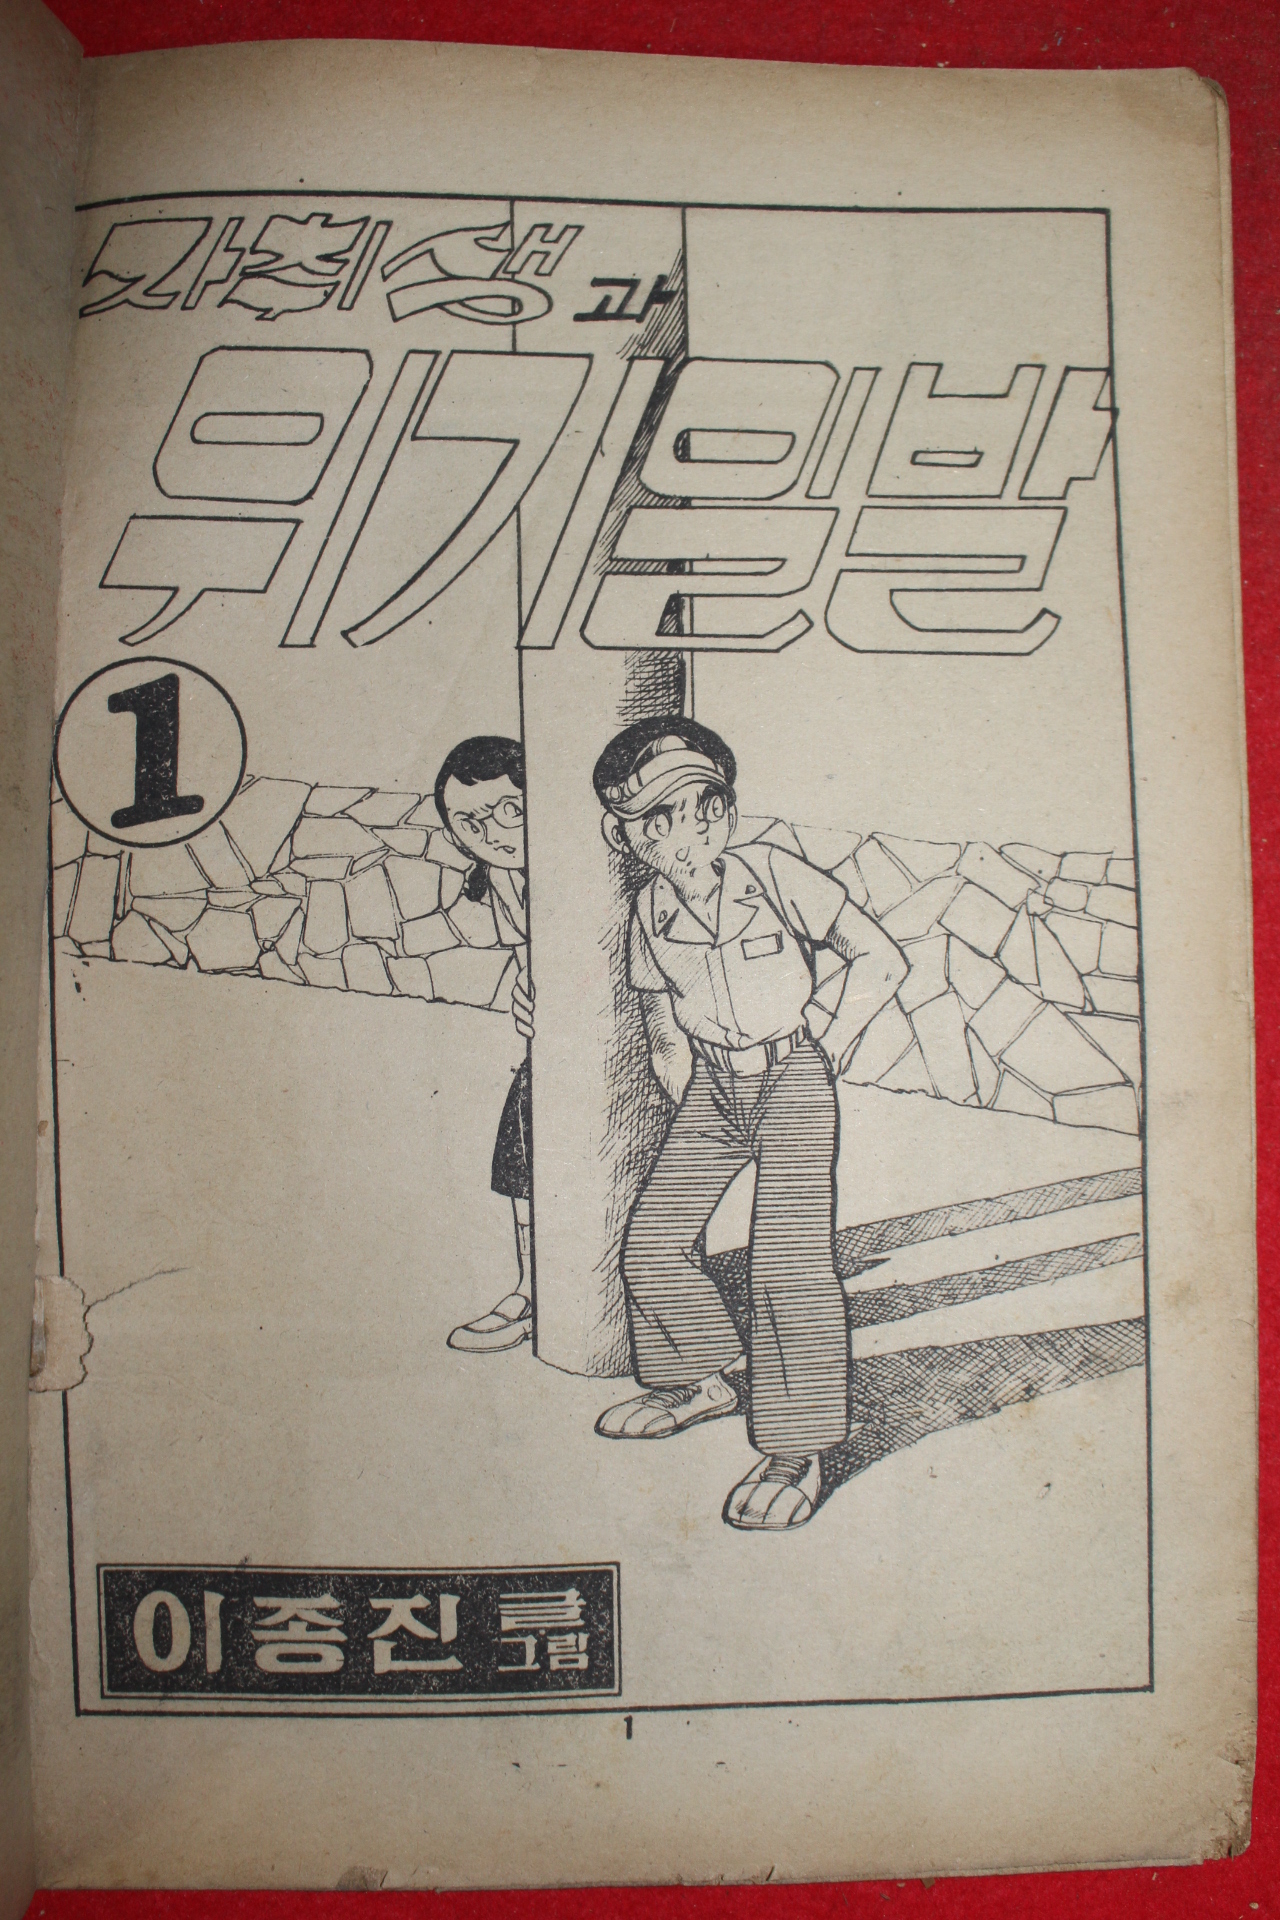 자취생과
위기일발
1
이종진 글
그림
1